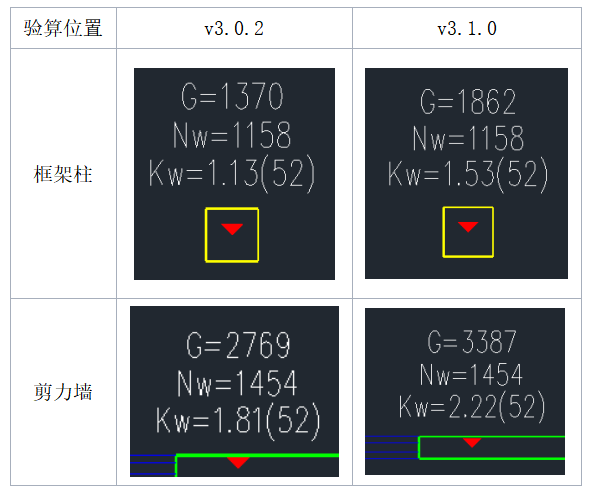 验算位置 v3.0.2 v3.1.0
框架柱
G=1370
Nw=1158
Kw=1.13(52)
G=1862
Nw=1158
Kw=1.53(52)
剪力墙
G=2769
Nw=1454
Kw=1.81(52)
G=3387
Nw=1454
Kw=2.22(52)